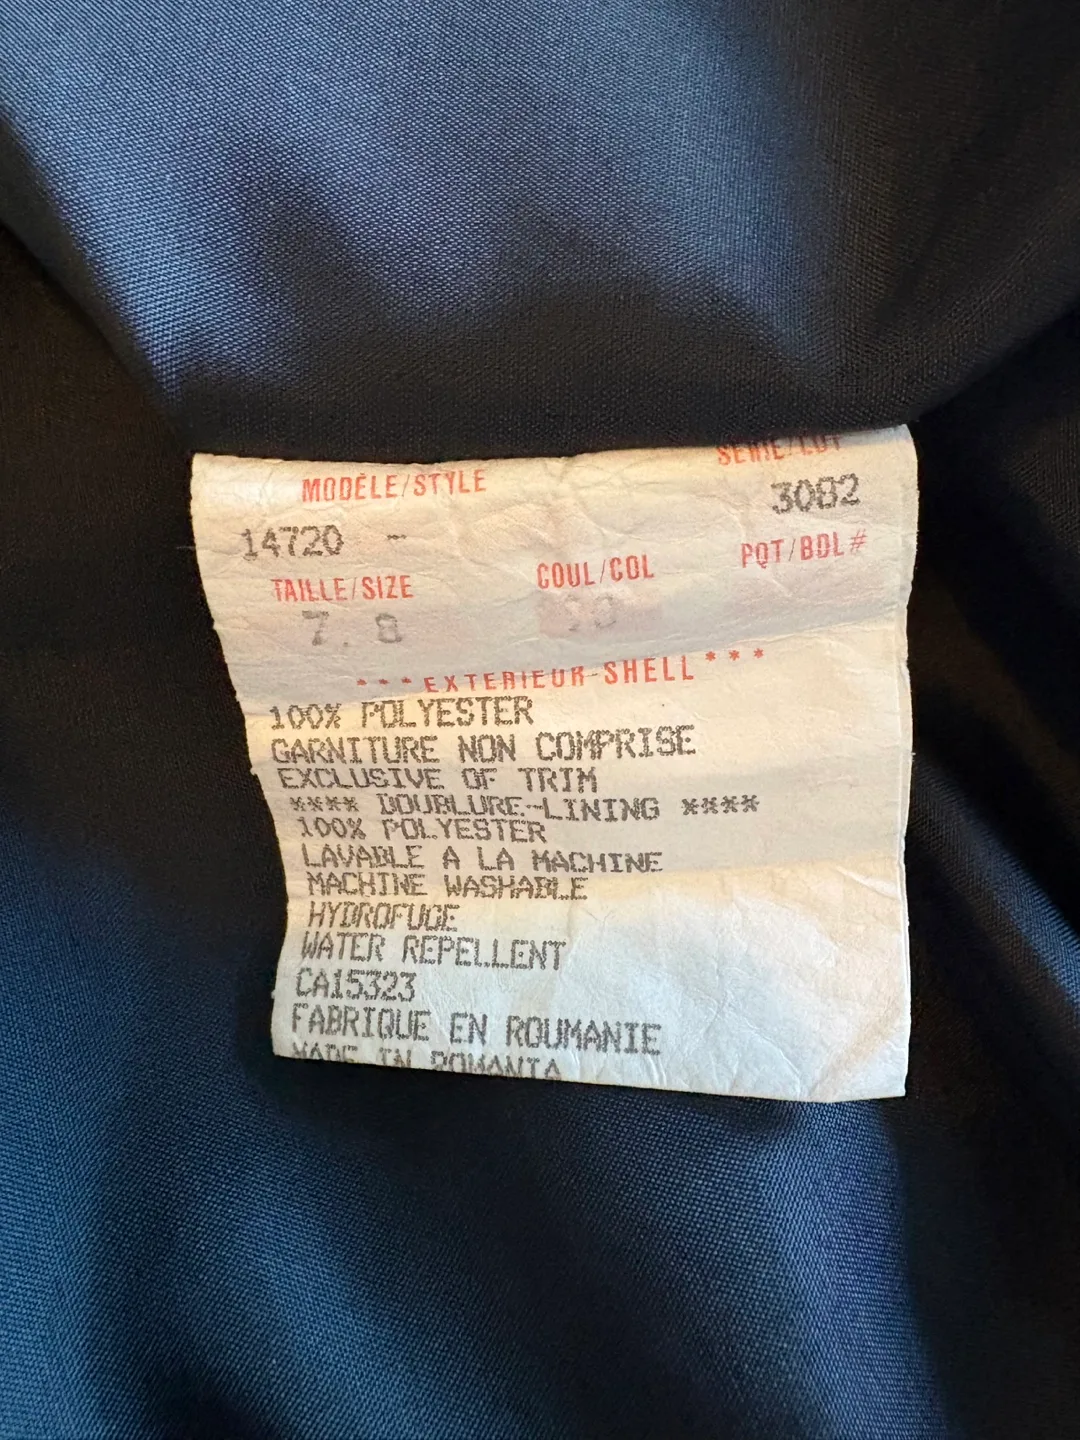 MODÈLE/STYLE SERIE/LOT
14720 - 3082
TAILLE/SIZE COUL/COL PQT/BDL#
7. 8 90
***EXTERIEUR-SHELL***
100% POLYESTER
GARNITURE NON COMPRISE
EXCLUSIVE OF TRIM
**** DOUBLURE-LINING ****
100% POLYESTER
LAVABLE A LA MACHINE
MACHINE WASHABLE
HYDROFUGE
WATER REPELLENT
CA15323
FABRIQUE EN ROUMANIE
MADE IN ROMANIA